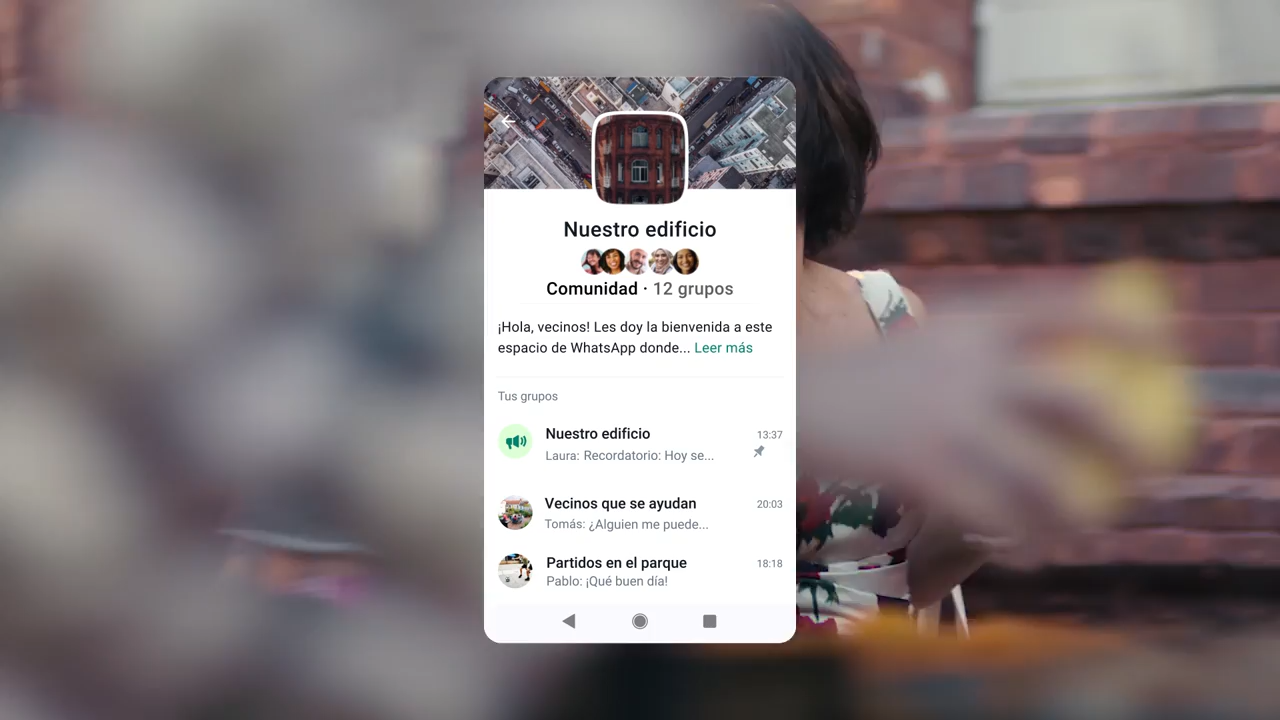 Nuestro edificio
Comunidad · 12 grupos
¡Hola, vecinos! Les doy la bienvenida a este
espacio de WhatsApp donde... Leer más
Tus grupos
Nuestro edificio 13:37
Laura: Recordatorio: Hoy se...
Vecinos que se ayudan 20:03
Tomás: ¿Alguien me puede...
Partidos en el parque 18:18
Pablo: ¡Qué buen día!